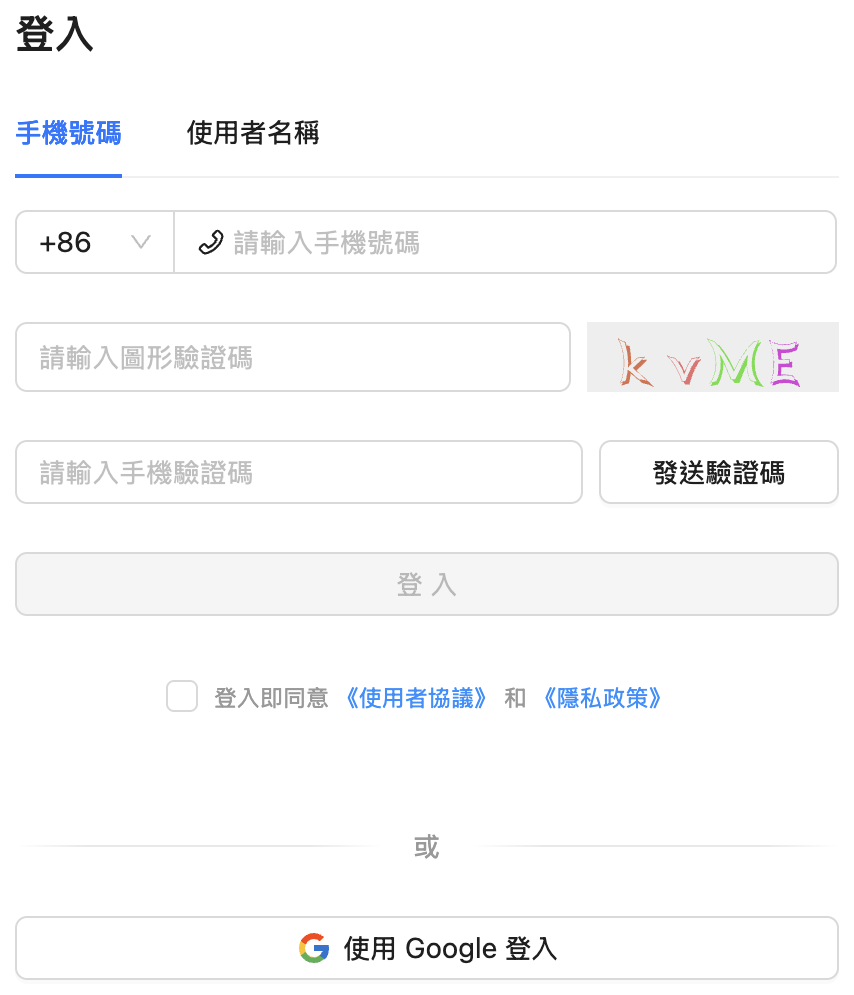 登入
手機號碼 使用者名稱
+86 請輸入手機號碼
請輸入圖形驗證碼 kvME
請輸入手機驗證碼 發送驗證碼
登入
登入即同意《使用者協議》和《隱私政策》
或
使用 Google 登入